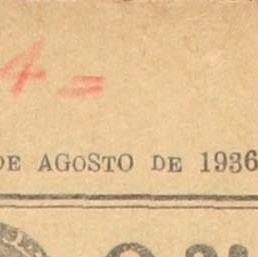 4 =
DE AGOSTO DE 1936